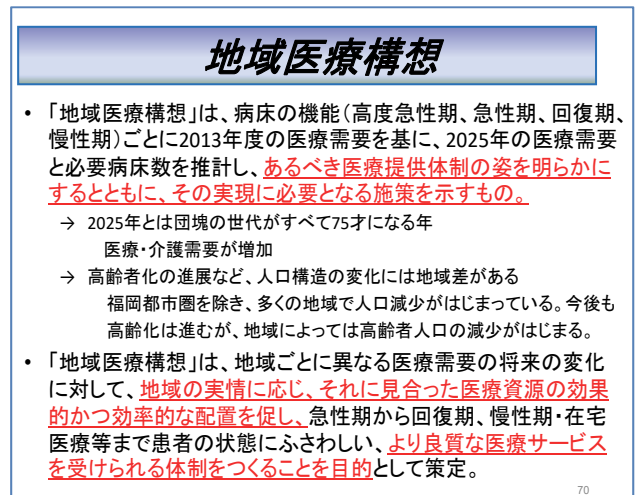 地域医療構想
• 「地域医療構想」は、病床の機能(高度急性期、急性期、回復期、
慢性期)ごとに2013年度の医療需要を基に、2025年の医療需要
と必要病床数を推計し、あるべき医療提供体制の姿を明らかに
するとともに、その実現に必要となる施策を示すもの。
→ 2025年とは団塊の世代がすべて75才になる年
医療・介護需要が増加
→ 高齢者化の進展など、人口構造の変化には地域差がある
福岡都市圏を除き、多くの地域で人口減少がはじまっている。今後も
高齢化は進むが、地域によっては高齢者人口の減少がはじまる。
• 「地域医療構想」は、地域ごとに異なる医療需要の将来の変化
に対して、地域の実情に応じ、それに見合った医療資源の効果
的かつ効率的な配置を促し、急性期から回復期、慢性期・在宅
医療等まで患者の状態にふさわしい、より良質な医療サービス
を受けられる体制をつくることを目的として策定。
70